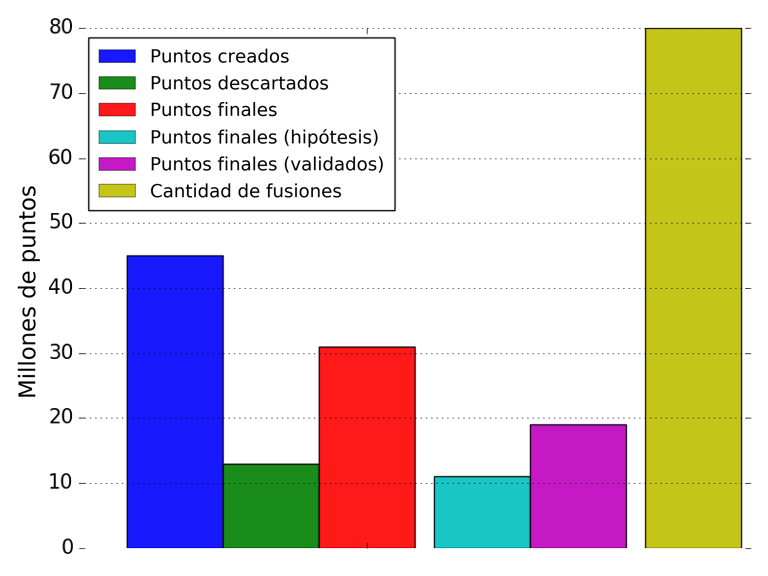 80
70
60
50
40
30
20
10
0
Millones de puntos
Puntos creados
Puntos descartados
Puntos finales
Puntos finales (hipótesis)
Puntos finales (validados)
Cantidad de fusiones